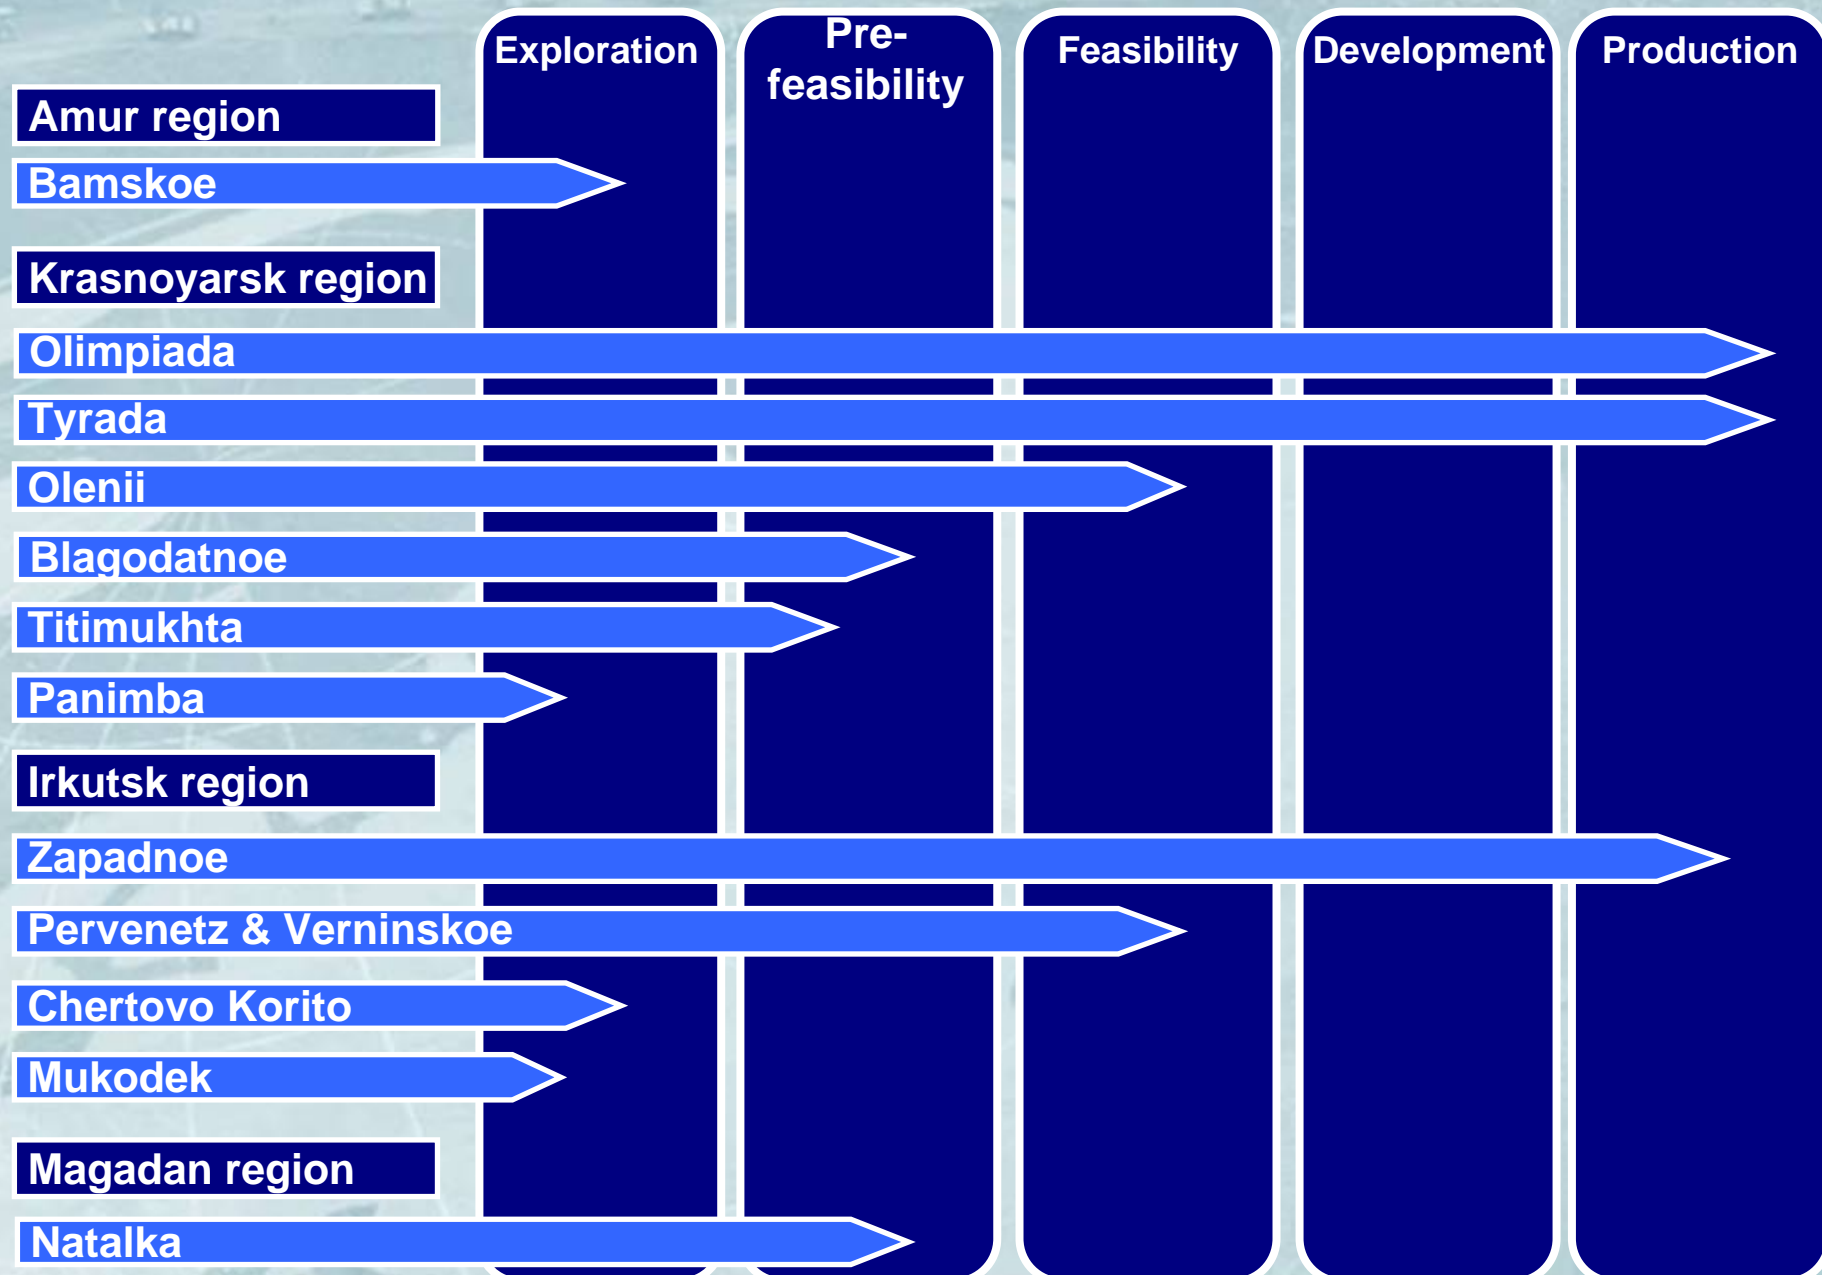 Exploration
Pre-
feasibility
Feasibility
Development
Production
Amur region
Bamskoe
Krasnoyarsk region
Olimpiada
Tyrada
Olenii
Blagodatnoe
Titimukhta
Panimba
Irkutsk region
Zapadnoe
Pervenetz & Verninskoe
Chertovo Korito
Mukodek
Magadan region
Natalka